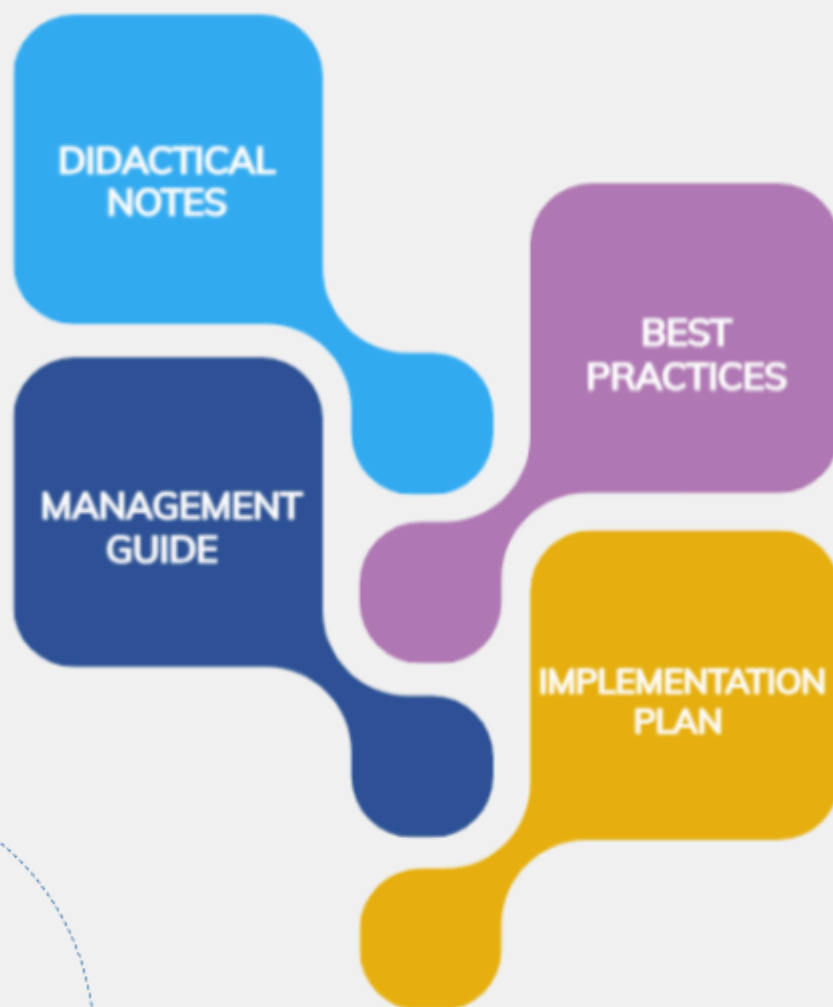 DIDACTICAL
NOTES
BEST
PRACTICES
MANAGEMENT
GUIDE
IMPLEMENTATION
PLAN